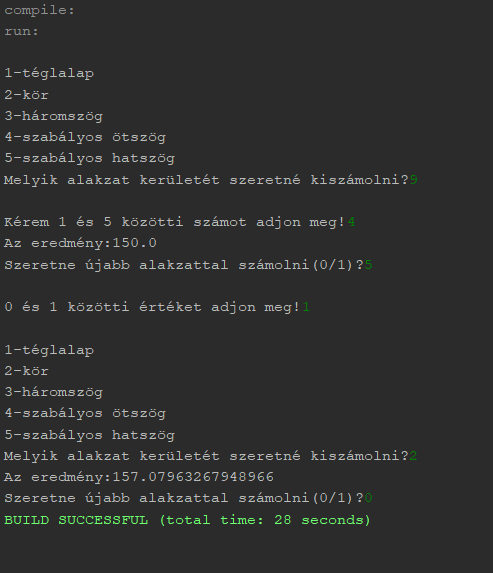 compile:
run:
1-téglalap
2-kör
3-háromszög
4-szabályos ötszög
5-szabályos hatszög
Melyik alakzat kerületét szeretné kiszámolni?9
Kérem 1 és 5 közötti számot adjon meg!4
Az eredmény:150.0
Szeretne újabb alakzattal számolni(0/1)?5
0 és 1 közötti értéket adjon meg!1
1-téglalap
2-kör
3-háromszög
4-szabályos ötszög
5-szabályos hatszög
Melyik alakzat kerületét szeretné kiszámolni?2
Az eredmény:157.07963267948966
Szeretne újabb alakzattal számolni(0/1)?0
BUILD SUCCESSFUL (total time: 28 seconds)